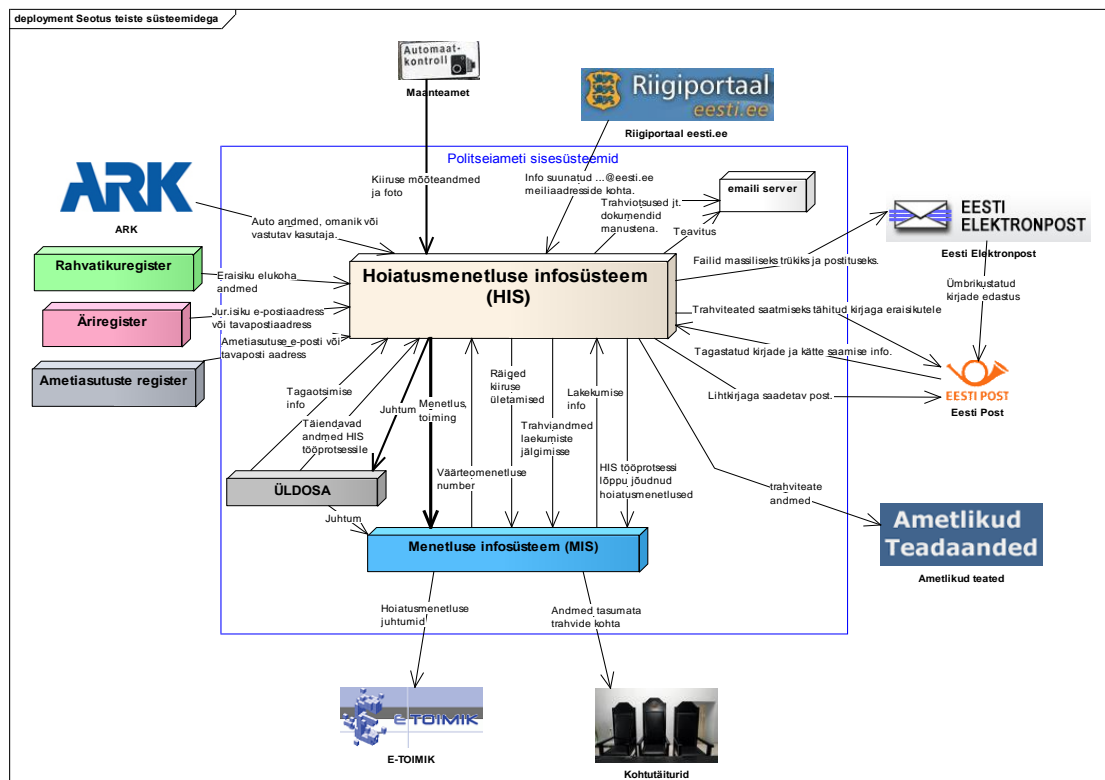 deployment Seotus teiste süsteemidega
Automaat-
kontroll
Maanteamet
Riigiportaal
eesti.ee
Riigiportaal eesti.ee
Politseiameti sisesüsteemid
ARK
ARK
Kiiruse mõõteandmed
ja foto
Info suunatud ...@eesti.ee
meiliaadresside kohta.
Trahviotsused jt.
dokumendid
manustena.
emaili server
Teavitus
EESTI
ELEKTRONPOST
Eesti Elektronpost
Auto andmed, omanik või
vastutav kasutaja.
Rahvatikuregister
Eraisiku elukoha
andmed
Hoiatusmenetluse infosüsteem
(HIS)
Failid massiliseks trükiks ja postituseks.
Ümbrikustatud
kirjade edastus
Äriregister
Jur.isiku e-postiaadress
või tavapostiaadress
Trahviteated saatmiseks tähitud kirjaga eraisikutele
Ametiasutuste register
Ametiasutuse e-posti või
tavaposti aadress
Tagastatud kirjade ja kätte saamise info.
EESTI POST
Eesti Post
Lihtkirjaga saadetav post.
Tagaotsimise
info
Täiendavad
andmed HIS
tööprotsessile
Juhtum
Menetlus,
toiming
Räiged
kiiruse
ületamised
Lakekumise
info
Trahviandmed
laekumiste
jälgimisse
Väärteomenetluse
number
HIS tööprotsessi
lõppu jõudnud
hoiatusmenetlused
trahviteate
andmed
ÜLDOSA
Juhtum
Menetluse infosüsteem (MIS)
Ametlikud
Teadaanded
Ametlikud teated
Hoiatusmenetluse
juhtumid
Andmed tasumata
trahvide kohta
E-TOIMIK
E-TOIMIK
Kohtutäiturid